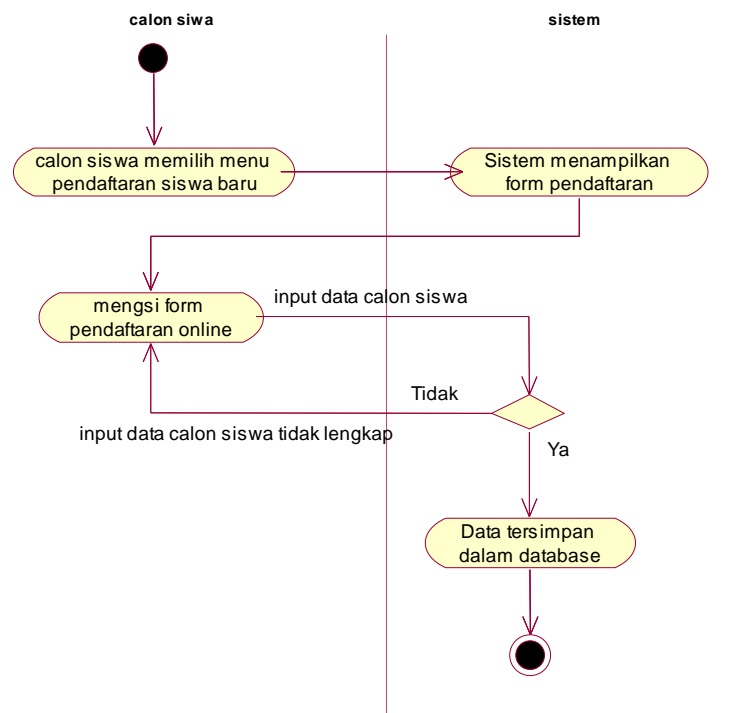 calon siwa
sistem
calon siswa memilih menu
pendaftaran siswa baru
Sistem menampilkan
form pendaftaran
mengsi form
pendaftaran online
input data calon siswa
Tidak
input data calon siswa tidak lengkap
Ya
Data tersimpan
dalam database